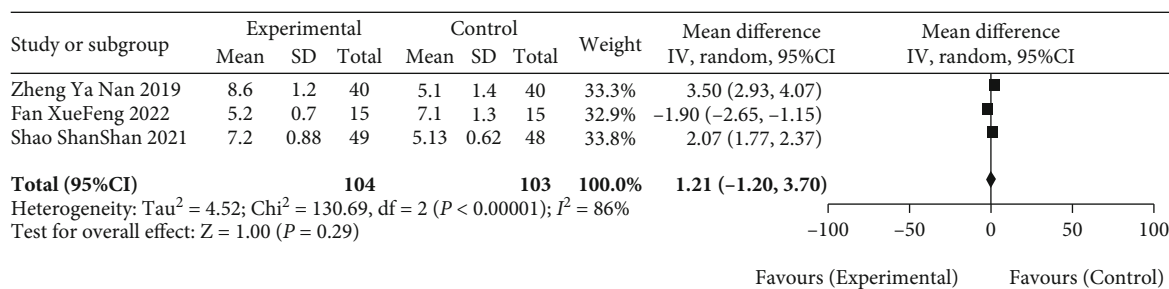 Study or subgroup Experimental Control Weight Mean difference Mean difference
Mean SD Total Mean SD Total IV, random, 95%CI IV, random, 95%CI
Zheng Ya Nan 2019 8.6 1.2 40 5.1 1.4 40 33.3% 3.50 (2.93, 4.07)
Fan XueFeng 2022 5.2 0.7 15 7.1 1.3 15 32.9% −1.90 (−2.65, −1.15)
Shao ShanShan 2021 7.2 0.88 49 5.13 0.62 48 33.8% 2.07 (1.77, 2.37)
Total (95%CI) 104 103 100.0% 1.21 (−1.20, 3.70)
Heterogeneity: Tau² = 4.52; Chi² = 130.69, df = 2 (P < 0.00001); I² = 86%
Test for overall effect: Z = 1.00 (P = 0.29)
−100 −50 0 50 100
Favours (Experimental) Favours (Control)